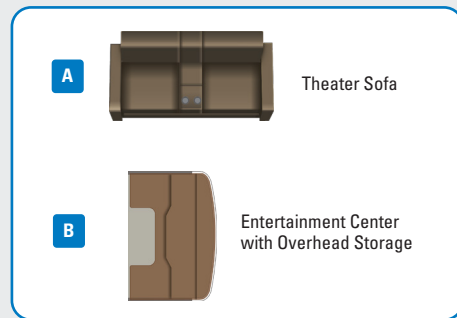 A
Theater Sofa
B
Entertainment Center
with Overhead Storage